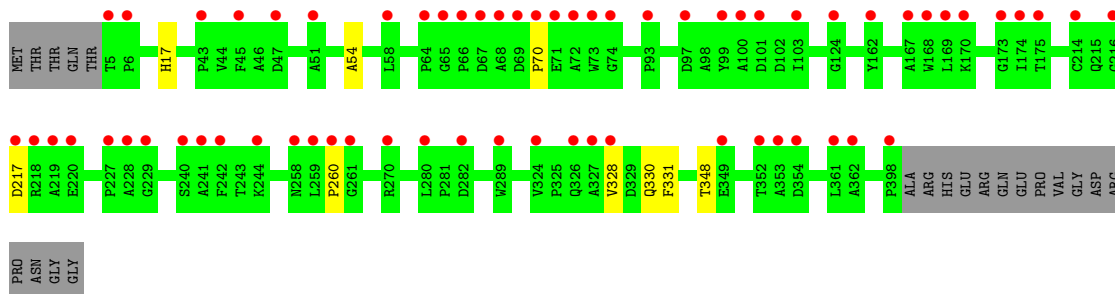 MET THR THR GLN THR T5 P6 H17 P43 V44 F45 A46 D47 A51 A54 L58 P64 G65 P66 D67 A68 D69 P70 E71 A72 W73 G74 P93 D97 A98 Y99 A100 D101 D102 I103 G124 Y162 A167 W168 L169 K170 G173 I174 T175 C214 Q215
D217 R218 A219 E220 P227 A228 G229 S240 A241 F242 T243 K244 N258 L259 P260 G261 R270 L280 P281 D282 W289 V324 P325 Q326 A327 V328 D329 Q330 F331 T348 E349 T352 A353 D354 L361 A362 P398 ALA ARG HIS GLU ARG GLN GLU PRO VAL GLY ASP ARG
PRO ASN GLY GLY